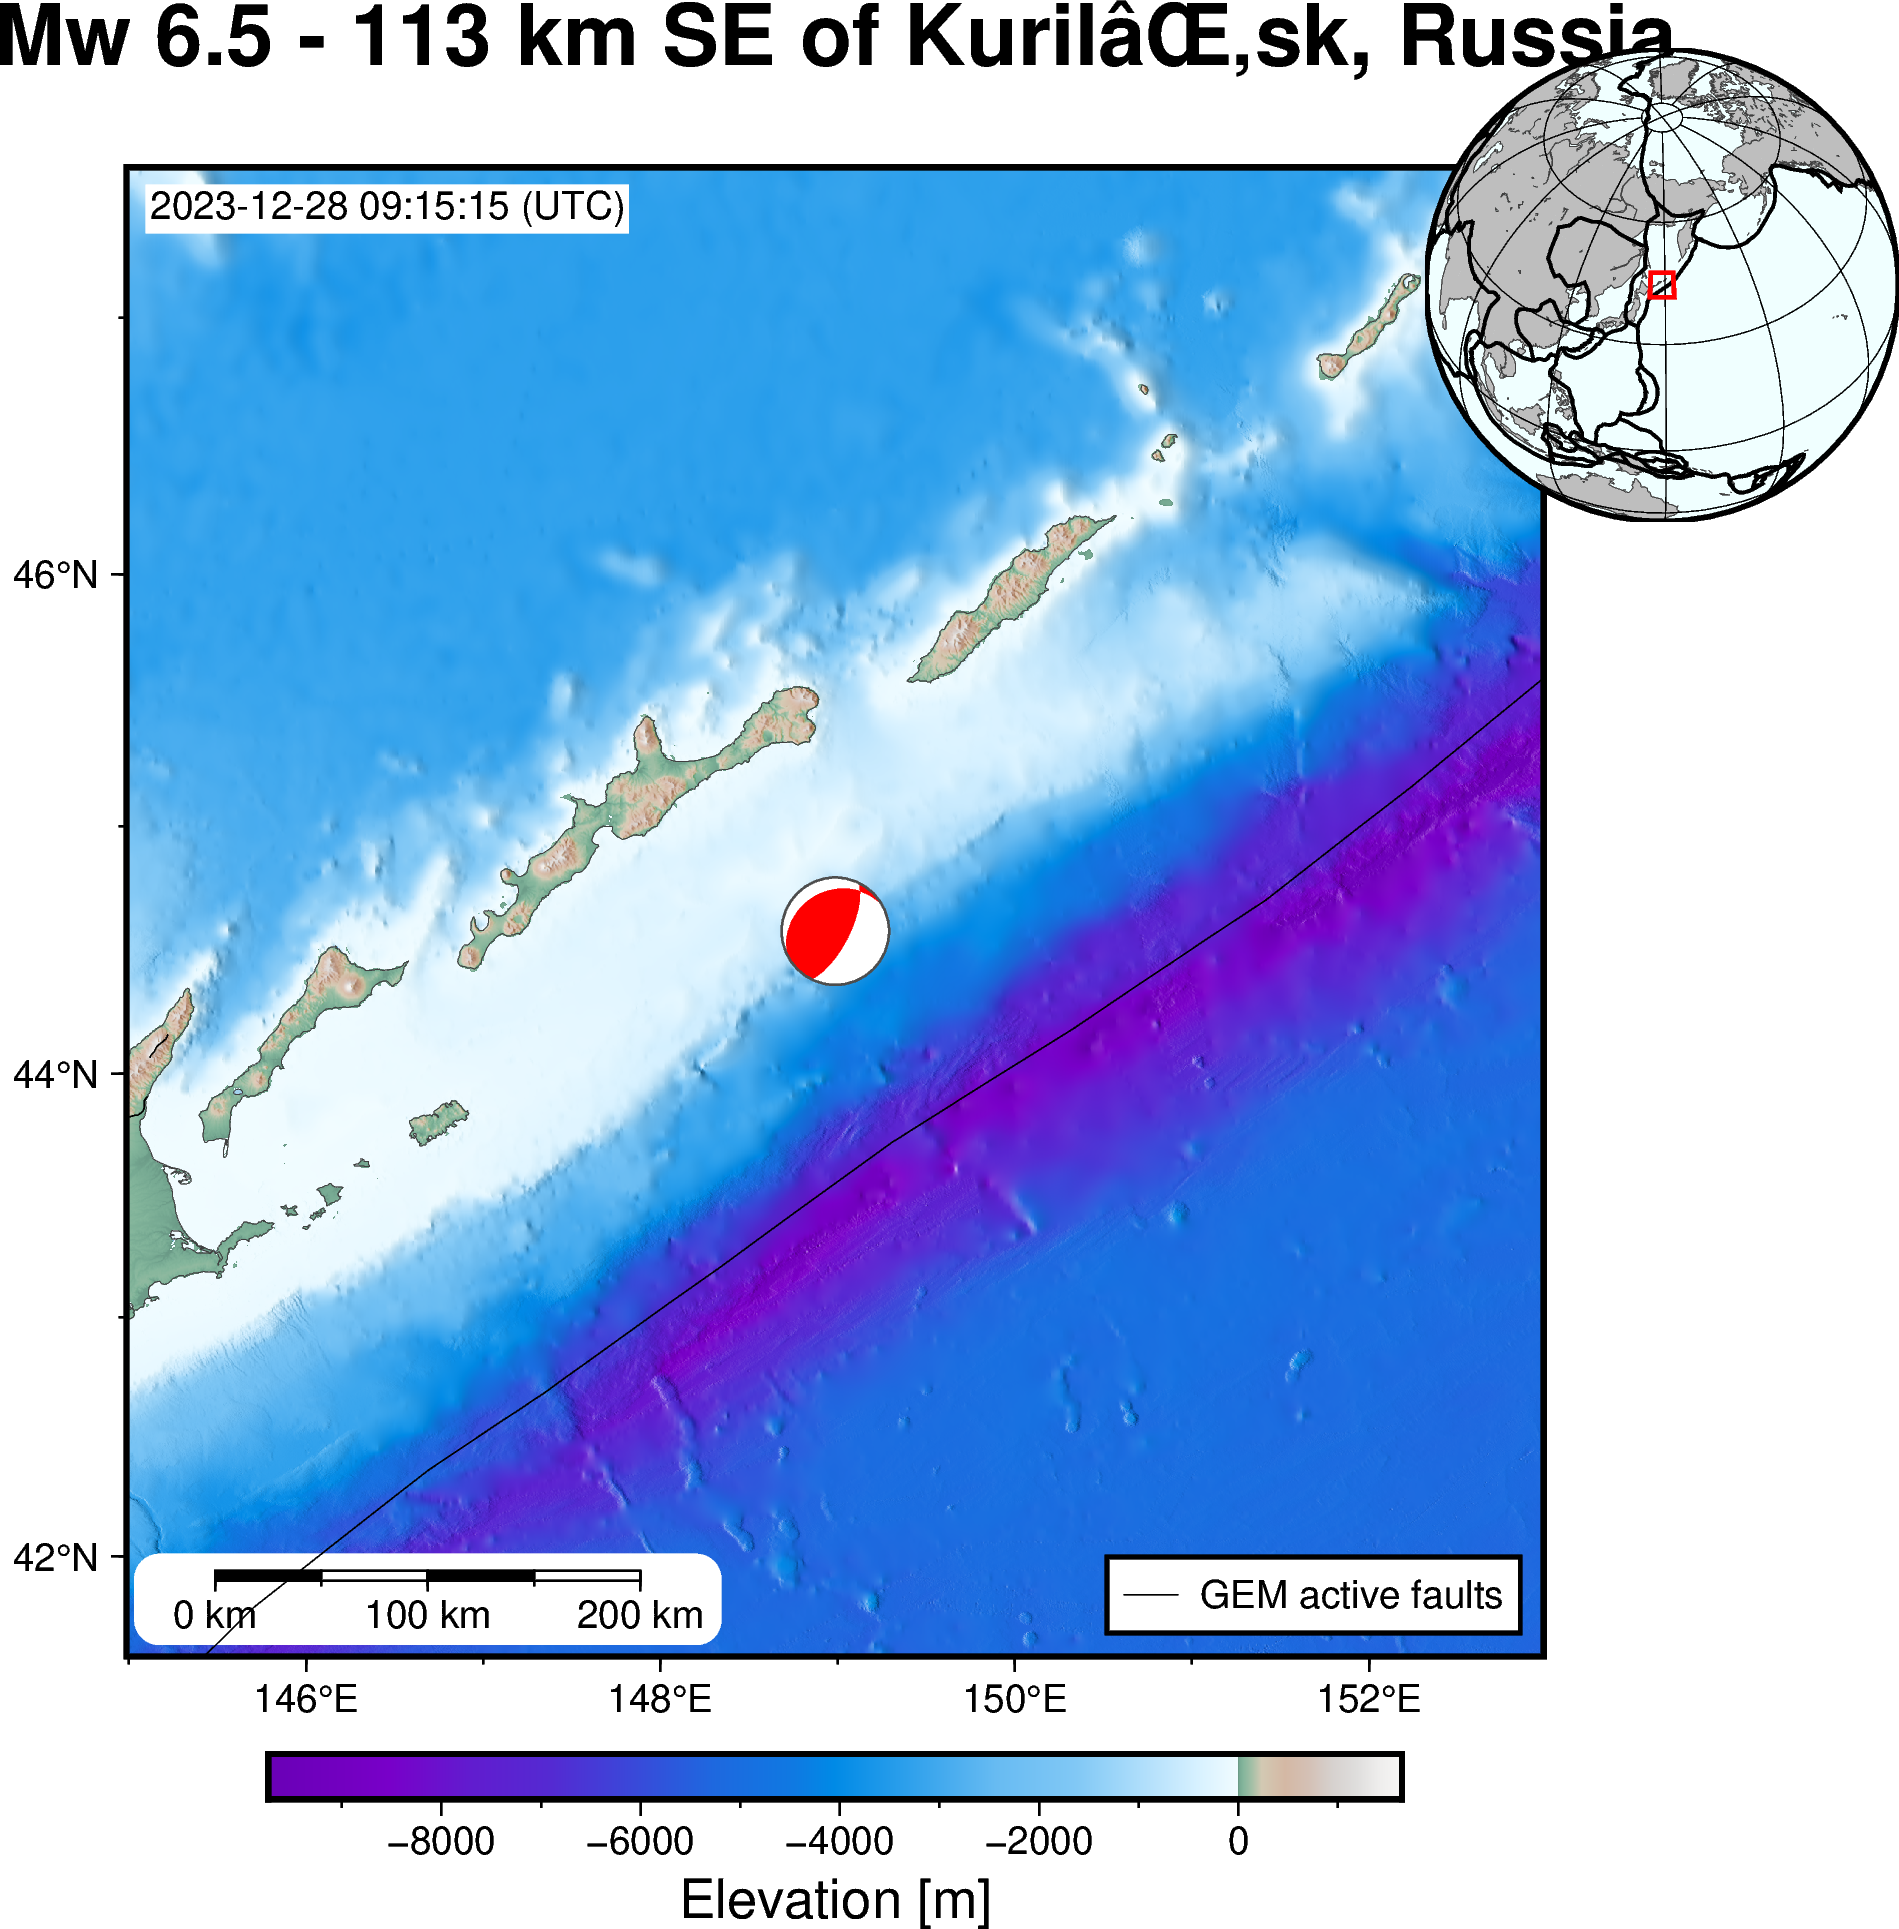 Mw 6.5 - 113 km SE of KurilâŒ‚sk, Russia
2023-12-28 09:15:15 (UTC)
46°N
44°N
42°N
0 km 100 km 200 km
GEM active faults
146°E 148°E 150°E 152°E
−8000 −6000 −4000 −2000 0
Elevation [m]